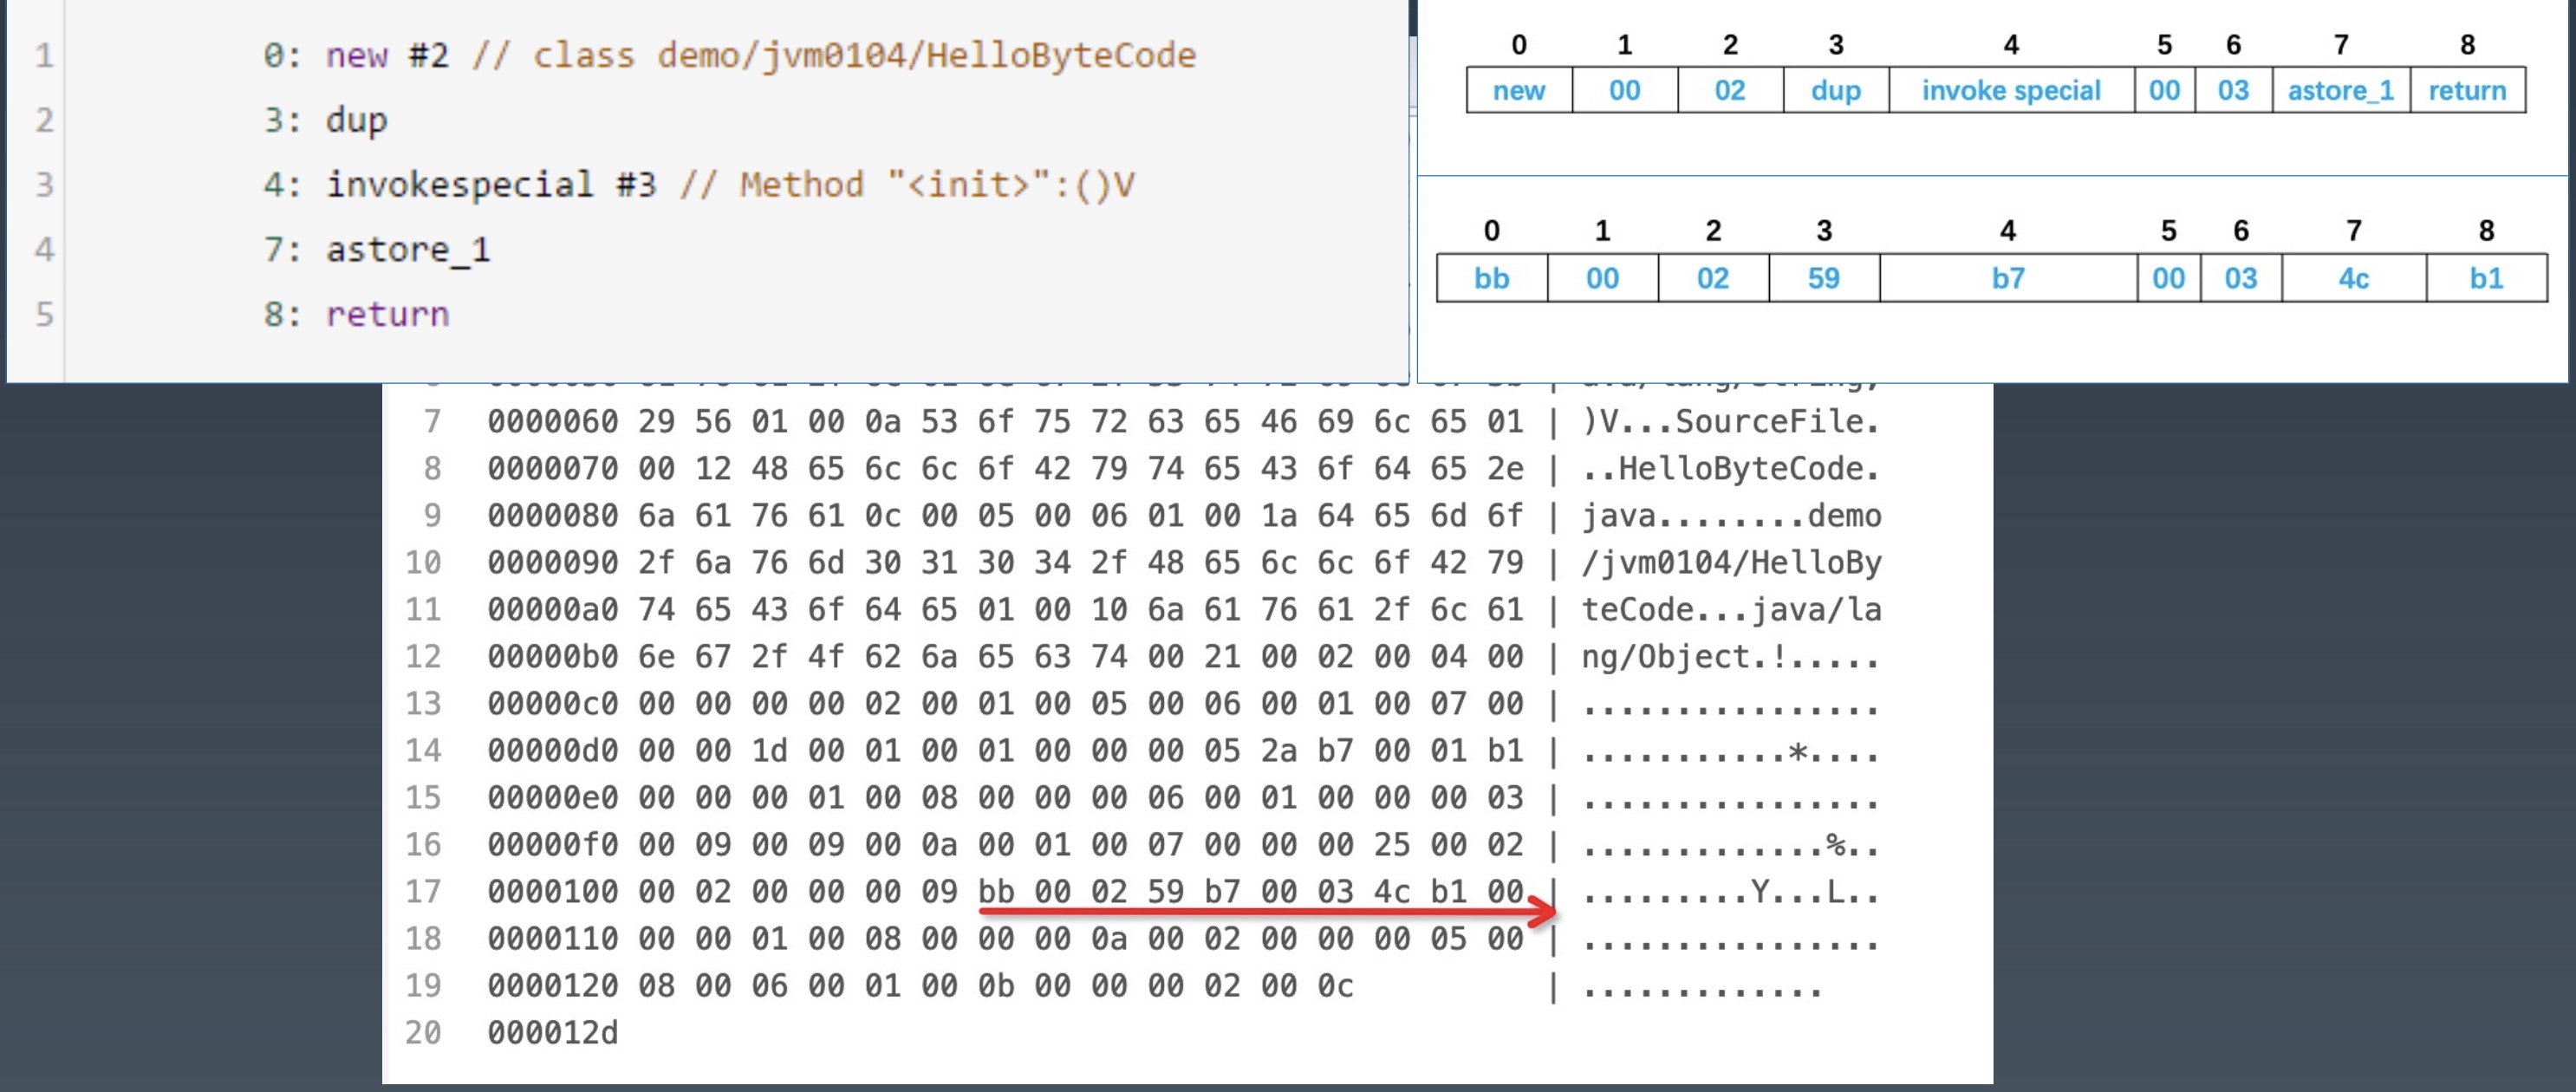 1 0: new #2 // class demo/jvm0104/HelloByteCode
2 3: dup
3 4: invokespecial #3 // Method "<init>":()V
4 7: astore_1
5 8: return
0 1 2 3 4 5 6 7 8
new 00 02 dup invoke special 00 03 astore_1 return
0 1 2 3 4 5 6 7 8
bb 00 02 59 b7 00 03 4c b1
7 0000060 29 56 01 00 0a 53 6f 75 72 63 65 46 69 6c 65 01 | )V...SourceFile.
8 0000070 00 12 48 65 6c 6c 6f 42 79 74 65 43 6f 64 65 2e | ..HelloByteCode.
9 0000080 6a 61 76 61 0c 00 05 00 06 01 00 1a 64 65 6d 6f | java........demo
10 0000090 2f 6a 76 6d 30 31 30 34 2f 48 65 6c 6c 6f 42 79 | /jvm0104/HelloBy
11 00000a0 74 65 43 6f 64 65 01 00 10 6a 61 76 61 2f 6c 61 | teCode...java/la
12 00000b0 6e 67 2f 4f 62 6a 65 63 74 00 21 00 02 00 04 00 | ng/Object.!.....
13 00000c0 00 00 00 00 02 00 01 00 05 00 06 00 01 00 07 00 | ................
14 00000d0 00 00 1d 00 01 00 01 00 00 00 05 2a b7 00 01 b1 | ...........*....
15 00000e0 00 00 00 01 00 08 00 00 00 06 00 01 00 00 00 03 | ................
16 00000f0 00 09 00 09 00 0a 00 01 00 07 00 00 00 25 00 02 | .............%..
17 0000100 00 02 00 00 00 09 bb 00 02 59 b7 00 03 4c b1 00 | .........Y...L..
18 0000110 00 00 01 00 08 00 00 00 0a 00 02 00 00 00 05 00 | ................
19 0000120 08 00 06 00 01 00 0b 00 00 00 02 00 0c | .............
20 000012d